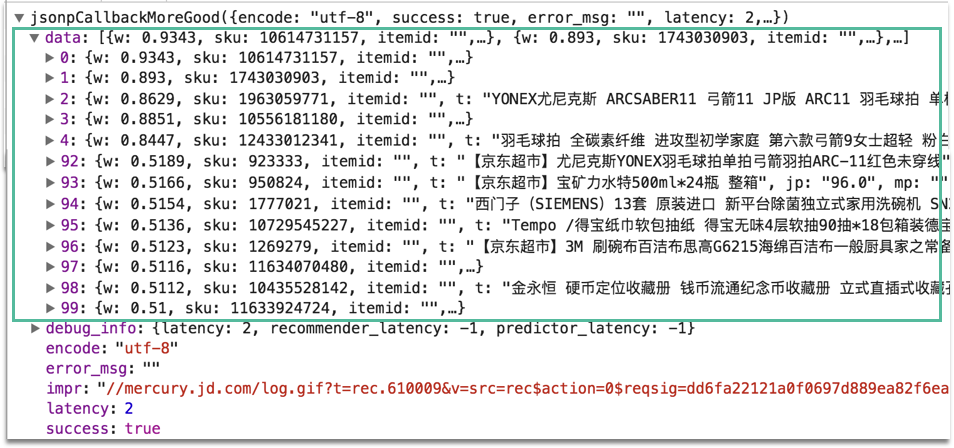 ▼jsonpCallbackMoreGood({encode: "utf-8", success: true, error_msg: "", latency: 2,…})
▼data: [{w: 0.9343, sku: 10614731157, itemid: "",…}, {w: 0.893, sku: 1743030903, itemid: "",…},…]
▶0: {w: 0.9343, sku: 10614731157, itemid: "",…}
▶1: {w: 0.893, sku: 1743030903, itemid: "",…}
▶2: {w: 0.8629, sku: 1963059771, itemid: "", t: "YONEX尤尼克斯 ARCSABER11 弓箭11 JP版 ARC11 羽毛球拍 单
▶3: {w: 0.8851, sku: 10556181180, itemid: "",…}
▶4: {w: 0.8447, sku: 12433012341, itemid: "", t: "羽毛球拍 全碳素纤维 进攻型初学家庭 第六款弓箭9女士超轻 粉白
▶92: {w: 0.5189, sku: 923333, itemid: "", t: "【京东超市】尤尼克斯YONEX羽毛球拍单拍弓箭羽拍ARC-11红色未穿线"
▶93: {w: 0.5166, sku: 950824, itemid: "", t: "【京东超市】宝矿力水特500ml*24瓶 整箱", jp: "96.0", mp: ""
▶94: {w: 0.5154, sku: 1777021, itemid: "", t: "西门子（SIEMENS）13套 原装进口 新平台除菌独立式家用洗碗机 SN
▶95: {w: 0.5136, sku: 10729545227, itemid: "", t: "Tempo /得宝纸巾软包抽纸 得宝无味4层软抽90抽*18包箱装德宝
▶96: {w: 0.5123, sku: 1269279, itemid: "", t: "【京东超市】3M 刷碗布百洁布思高G6215海绵百洁布一般厨具家之常备
▶97: {w: 0.5116, sku: 11634070480, itemid: "",…}
▶98: {w: 0.5112, sku: 10435528142, itemid: "", t: "金永恒 硬币定位收藏册 钱币流通纪念币收藏册 立式直插式收藏
▶99: {w: 0.51, sku: 11633924724, itemid: "",…}
▶debug_info: {latency: 2, recommender_latency: -1, predictor_latency: -1}
encode: "utf-8"
error_msg: ""
impr: "//mercury.jd.com/log.gif?t=rec.610009&v=src=rec$action=0$reqsig=dd6fa22121a0f0697d889ea82f6ea
latency: 2
success: true